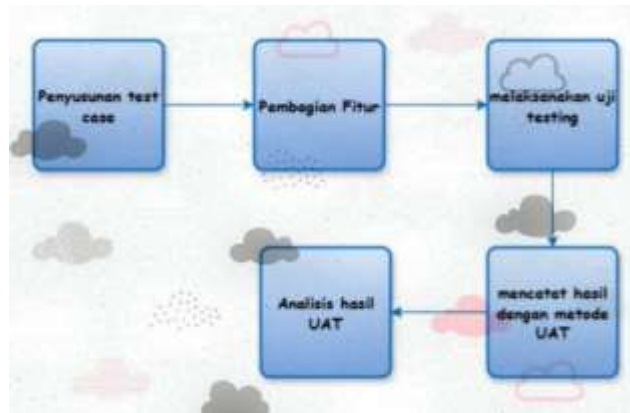 Penyusunan test
case
Pembagian Fitur
melaksanakan uji
testing
mencatat hasil
dengan metode
UAT
Analisis hasil
UAT